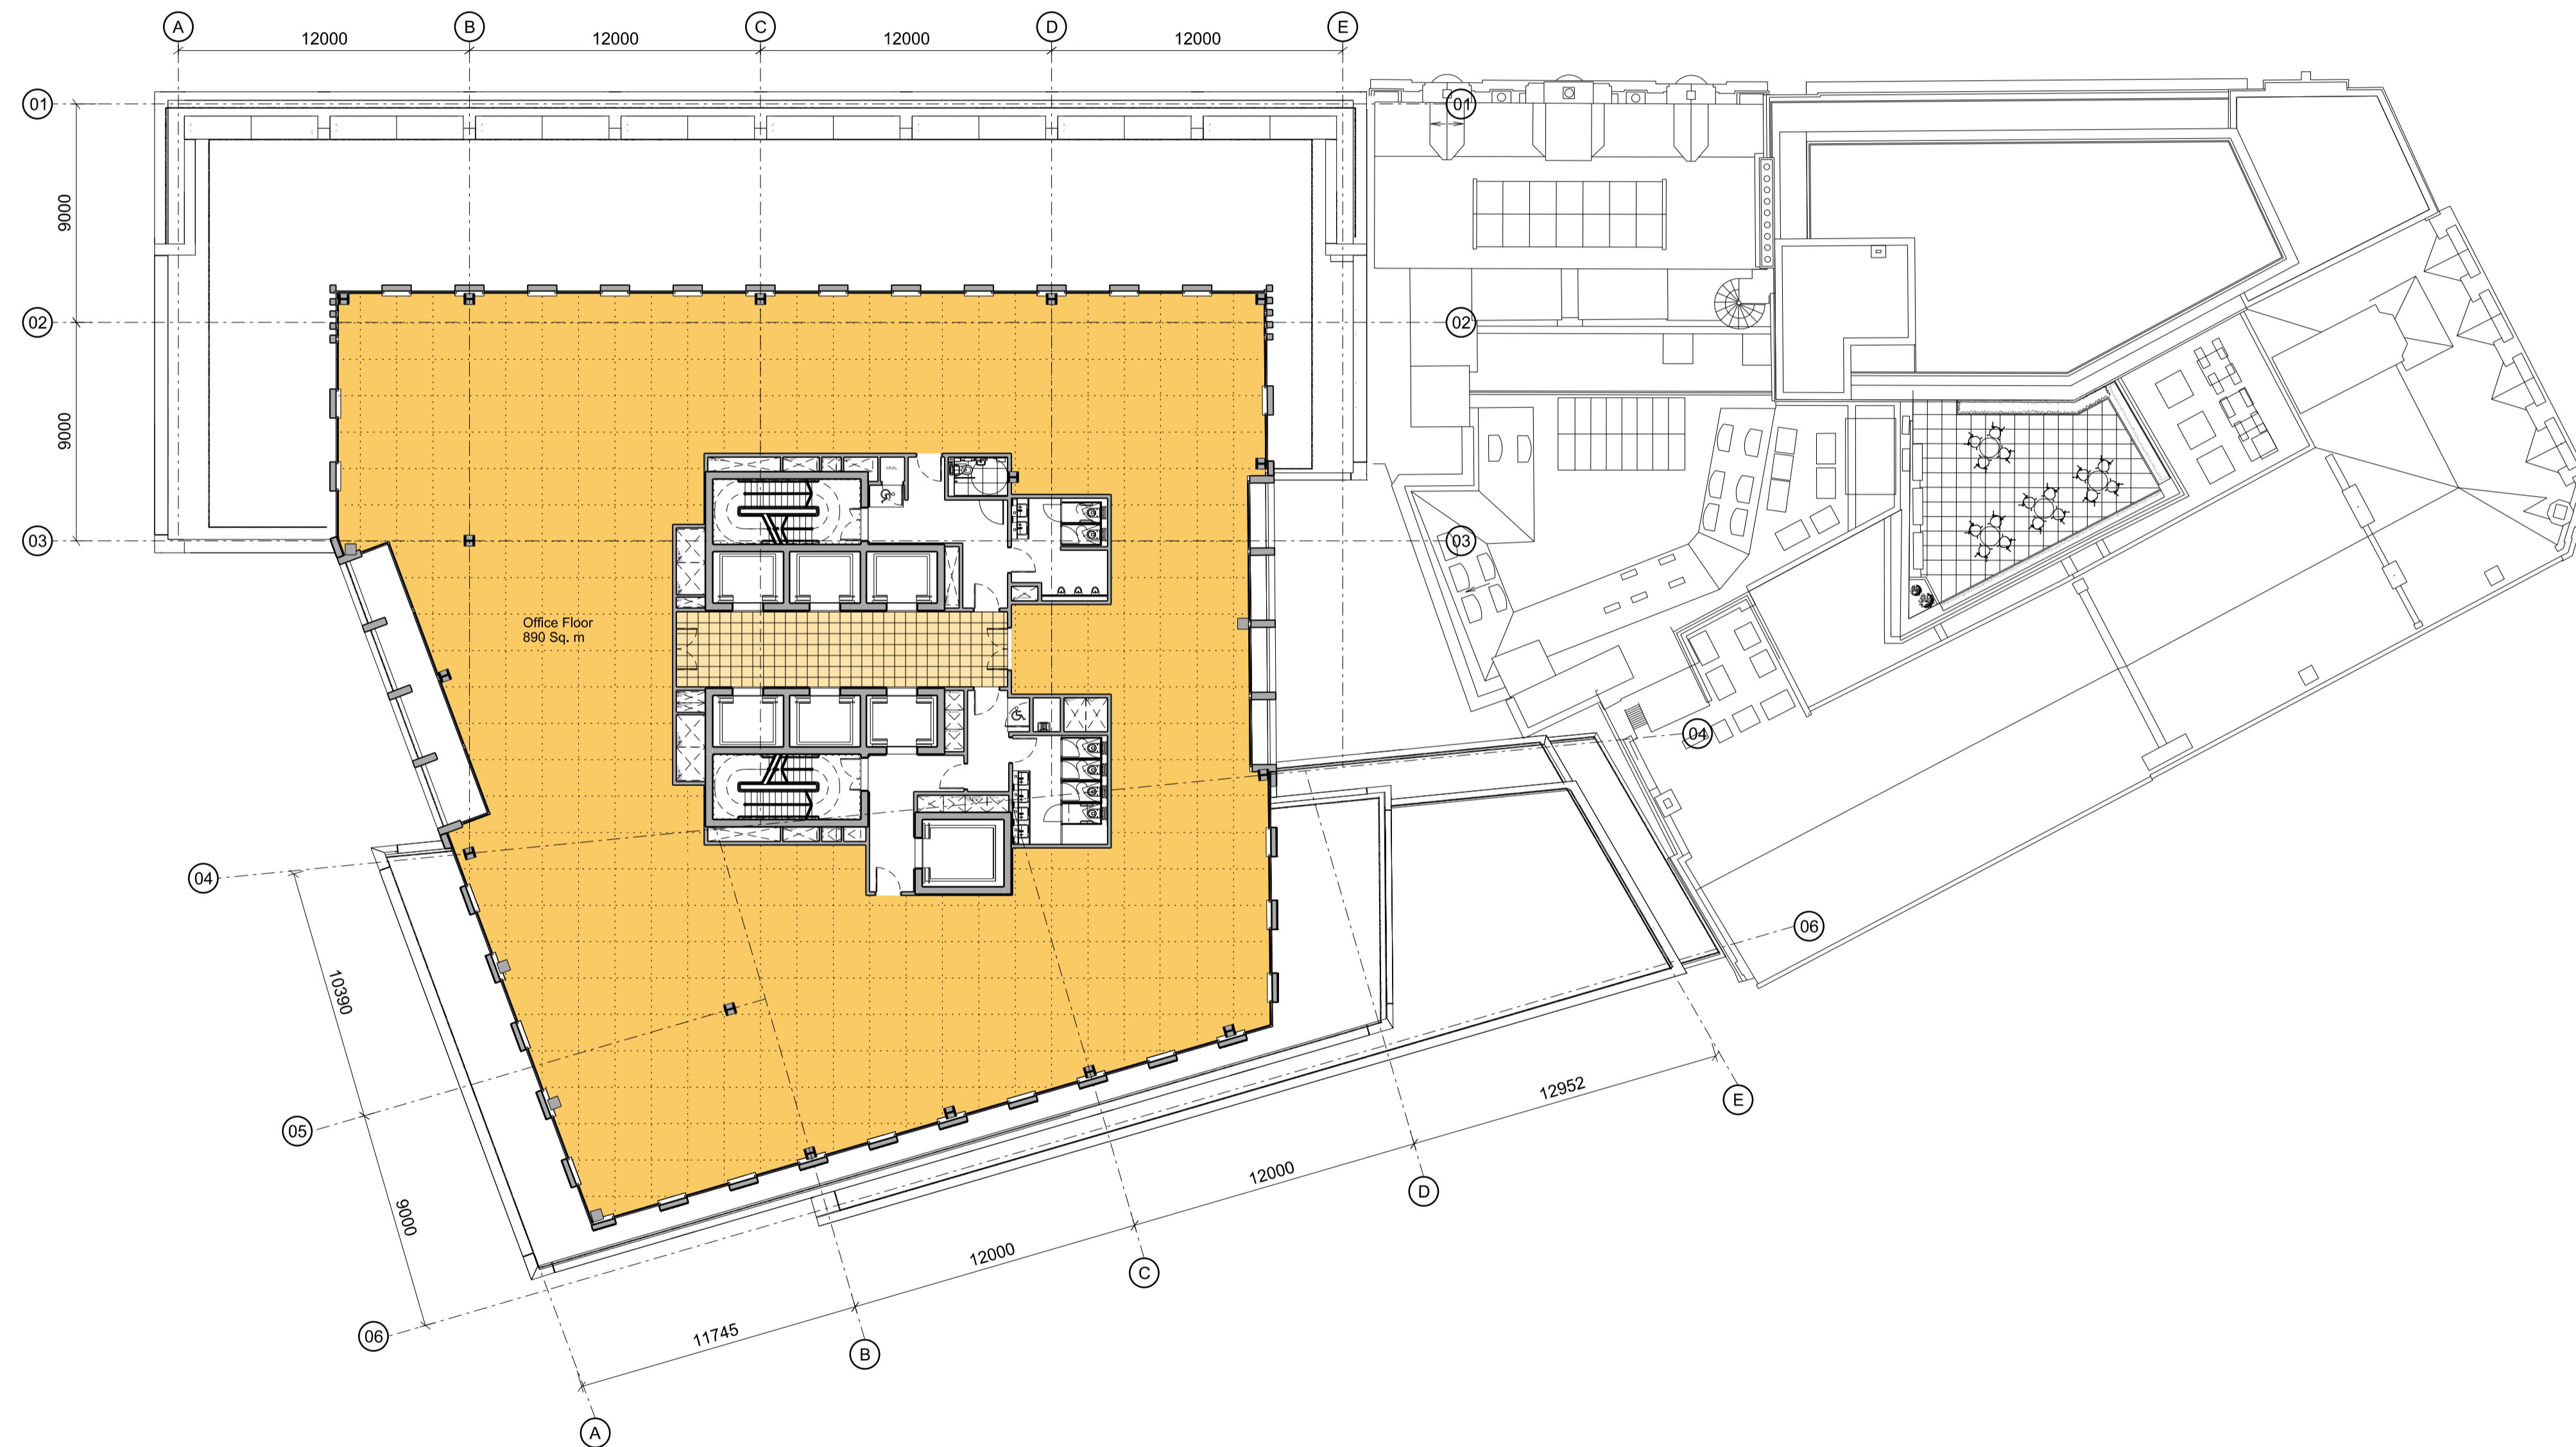 A B C D E
12000 12000 12000 12000
01 01
9000
02 02
9000
03 03
Office Floor
890 Sq. m
04
04
06
10390
12952
E
05
9000
12000
D
12000
C
06
11745
B
A